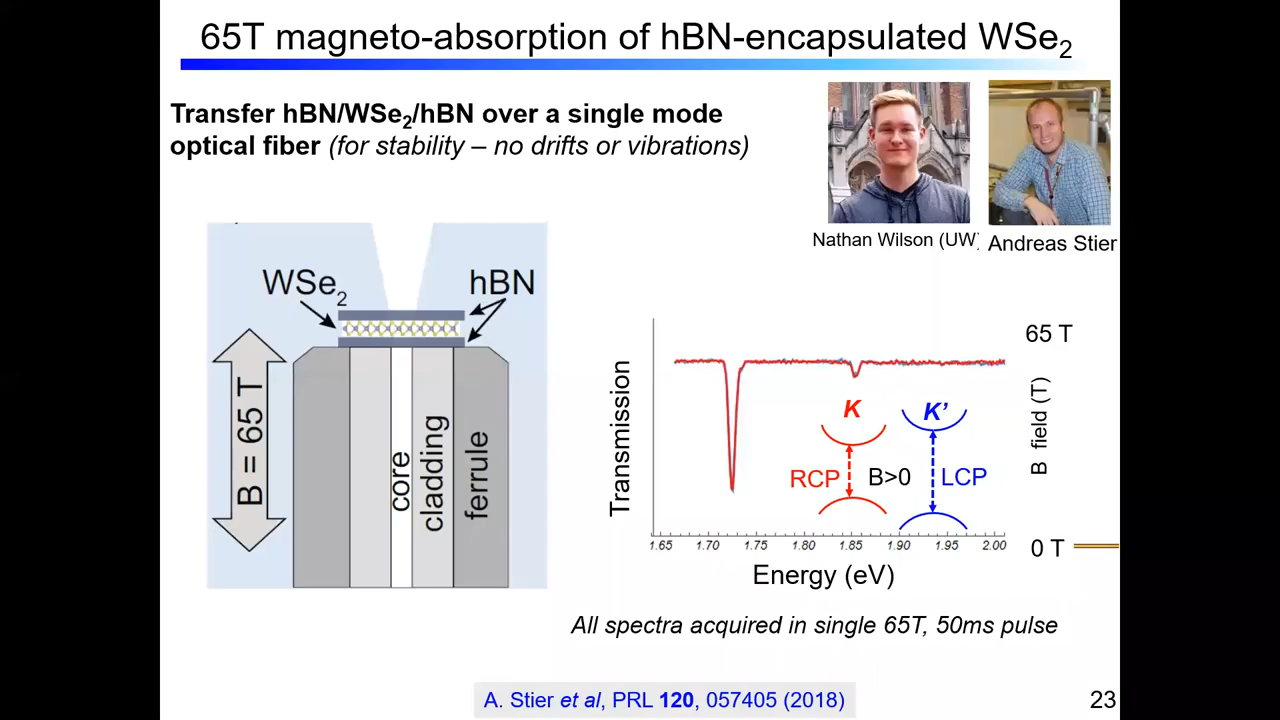 65T magneto-absorption of hBN-encapsulated WSe2
Transfer hBN/WSe2/hBN over a single mode
optical fiber (for stability – no drifts or vibrations)
Nathan Wilson (UW)
Andreas Stier
WSe2
hBN
B = 65 T
core
cladding
ferrule
Transmission
K
K’
RCP
B>0
LCP
1.65 1.70 1.75 1.80 1.85 1.90 1.95 2.00
Energy (eV)
65 T
B field (T)
0 T
All spectra acquired in single 65T, 50ms pulse
A. Stier et al, PRL 120, 057405 (2018)
23